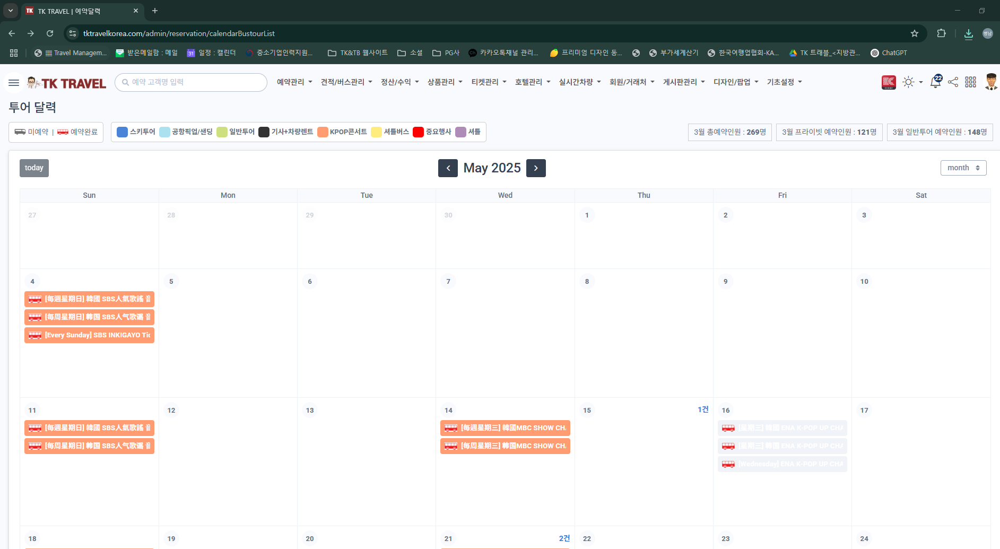 TK TRAVEL | 예약달력
tktravelkorea.com/admin/reservation/calendarBustourList
병남
Travel Managem...
받은메일함 : 메일
31
일정 : 캘린더
중소기업인력지원...
TK&TB 웹사이트
소셜
PG사
Ch
카카오톡채널 관리...
프리미엄 디자인 동...
부가세계산기
한국여행업협회-KA...
TK 트래블_<지방관...
ChatGPT
TK TRAVEL
예약 고객명 입력
예약관리
견적/버스관리
정산/수익
상품관리
티켓관리
호텔관리
실시간차량
회원/거래처
게시판관리
디자인/팝업
기초설정
EC
22
투어 달력
미예약 | 예약완료
스키투어
공항픽업/샌딩
일반투어
기사+차량렌트
KPOP콘서트
셔틀버스
중요행사
셔틀
3월 총예약인원 : 269명
3월 프라이빗 예약인원 : 121명
3월 일반투어 예약인원 : 148명
today
May 2025
month
Sun Mon Tue Wed Thu Fri Sat
27 28 29 30 1 2 3
4 5 6 7 8 9 10
[每週星期日] 韓國 SBS人氣歌謠 音
[每周星期日] 韩国 SBS人气歌谣 音
[Every Sunday] SBS INKIGAYO Tic
11 12 13 14 15 1건 16 17
[每週星期日] 韓國 SBS人氣歌謠 音
[每周星期日] 韩国 SBS人气歌谣 音
[每週星期三] 韓國MBC SHOW CHA
[每周星期三] 韩国MBC SHOW CHA
[星期三] 韓國 ENA K-POP UP CHA
[星期三] 韩国 ENA K-POP UP CHA
[Wednesday] ENA K-POP UP CHA
18 19 20 21 2건 22 23 24